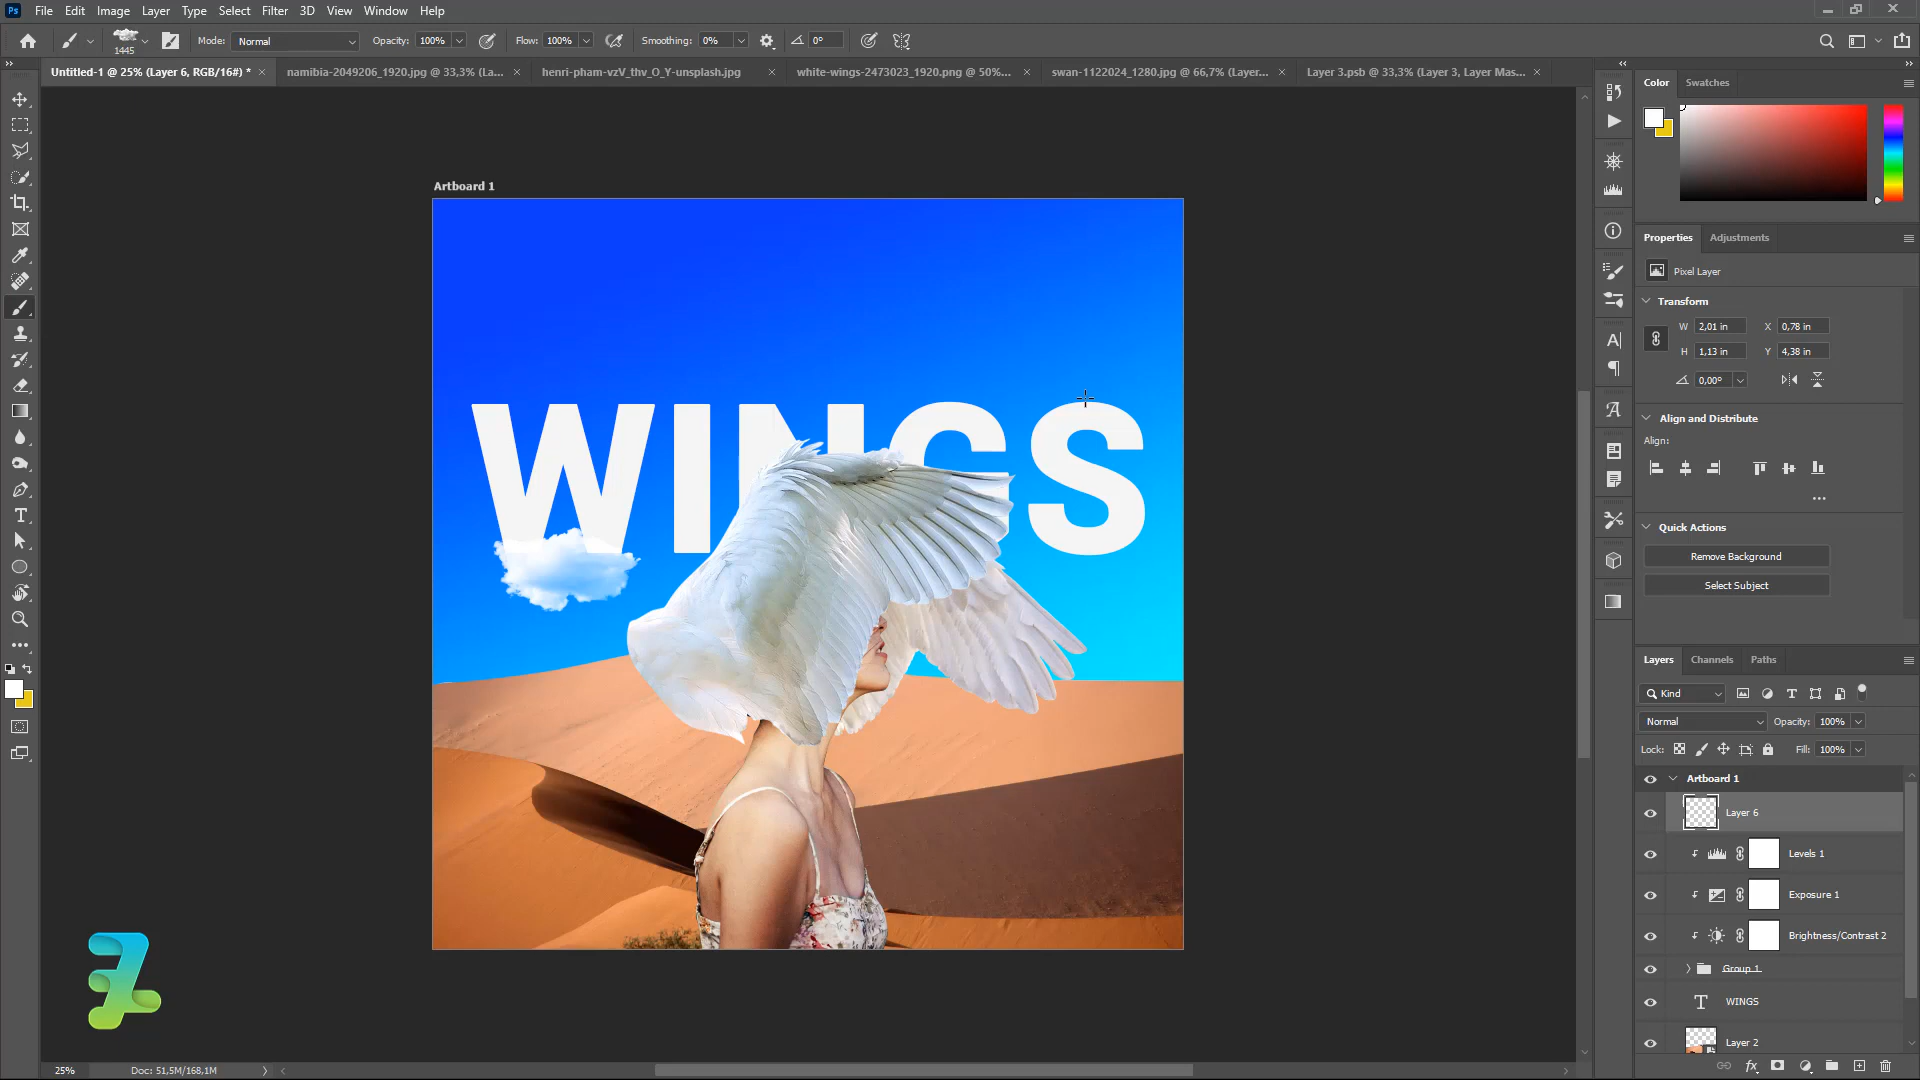 Ps File Edit Image Layer Type Select Filter 3D View Window Help
1445 Mode: Normal Opacity: 100% Flow: 100% Smoothing: 0% 0°
Untitled-1 @ 25% (Layer 6, RGB/16#) * namibia-2049206_1920.jpg @ 33,3% (La... henri-pham-vzV_thv_O_Y-unsplash.jpg white-wings-2473023_1920.png @ 50%... swan-1122024_1280.jpg @ 66,7% (Layer... Layer 3.psb @ 33,3% (Layer 3, Layer Mas...
Artboard 1
WINGS
25% Doc: 51,5M/168,1M
Color Swatches
Properties Adjustments
Pixel Layer
Transform
W 2,01 in X 0,78 in
H 1,13 in Y 4,38 in
0,00°
Align and Distribute
Align:
Quick Actions
Remove Background
Select Subject
Layers Channels Paths
Kind
Normal Opacity: 100%
Lock: Fill: 100%
Artboard 1
Layer 6
Levels 1
Exposure 1
Brightness/Contrast 2
Group 1
WINGS
Layer 2